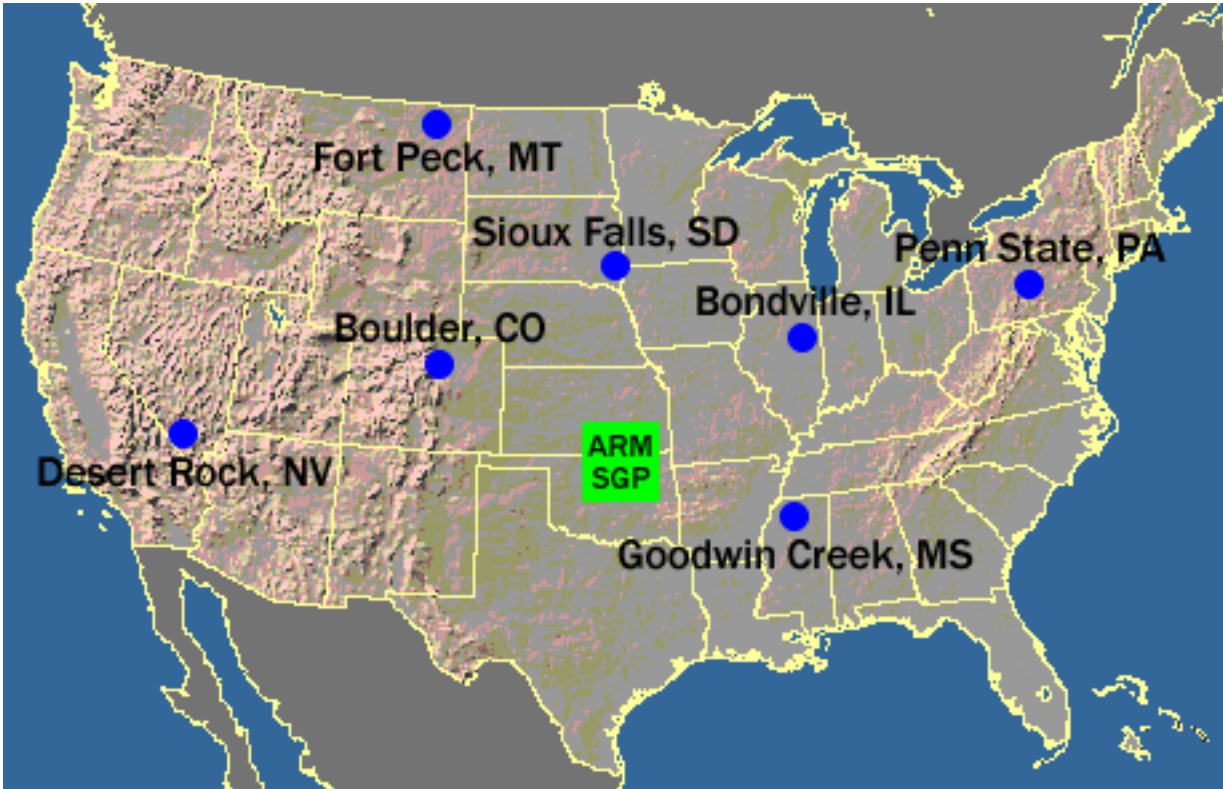 Fort Peck, MT
Sioux Falls, SD
Penn State, PA
Bondville, IL
Boulder, CO
ARM
SGP
Desert Rock, NV
Goodwin Creek, MS